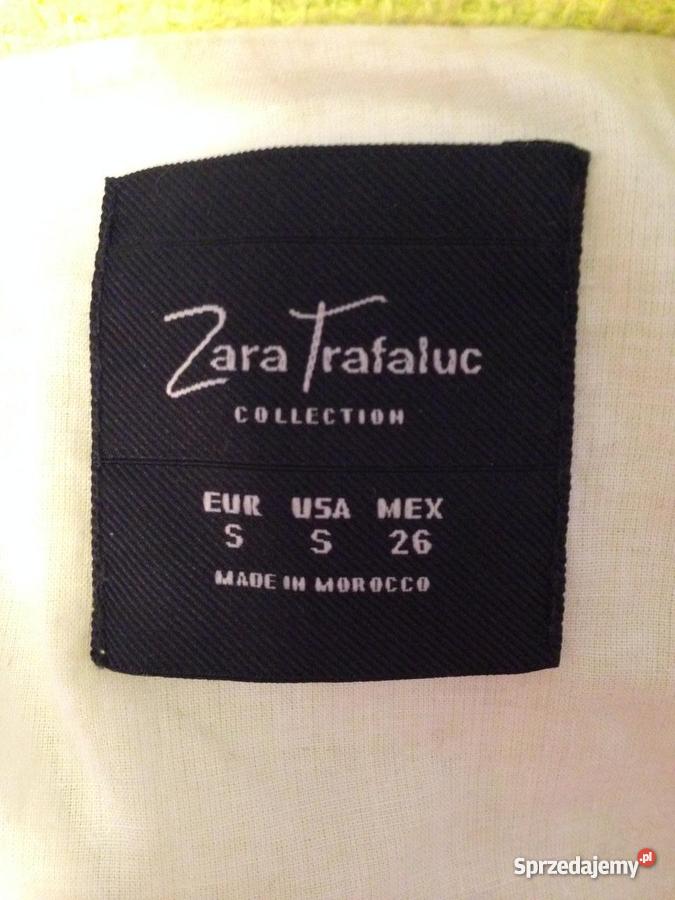 Zara Trafaluc
COLLECTION
EUR USA MEX
S S 26
MADE IN MOROCCO
Sprzedajemy.pl